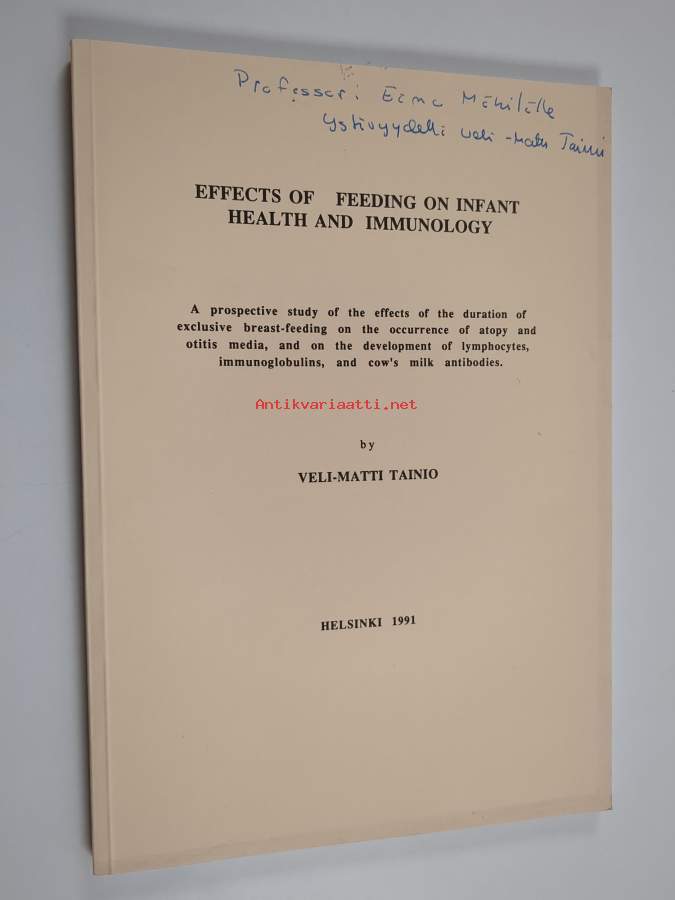 Professori Eino Mäkilälle
Ystävyydellä Veli-Matti Tainio
EFFECTS OF FEEDING ON INFANT
HEALTH AND IMMUNOLOGY
A prospective study of the effects of the duration of
exclusive breast-feeding on the occurrence of atopy and
otitis media, and on the development of lymphocytes,
immunoglobulins, and cow's milk antibodies.
Antikvariaatti.net
by
VELI-MATTI TAINIO
HELSINKI 1991